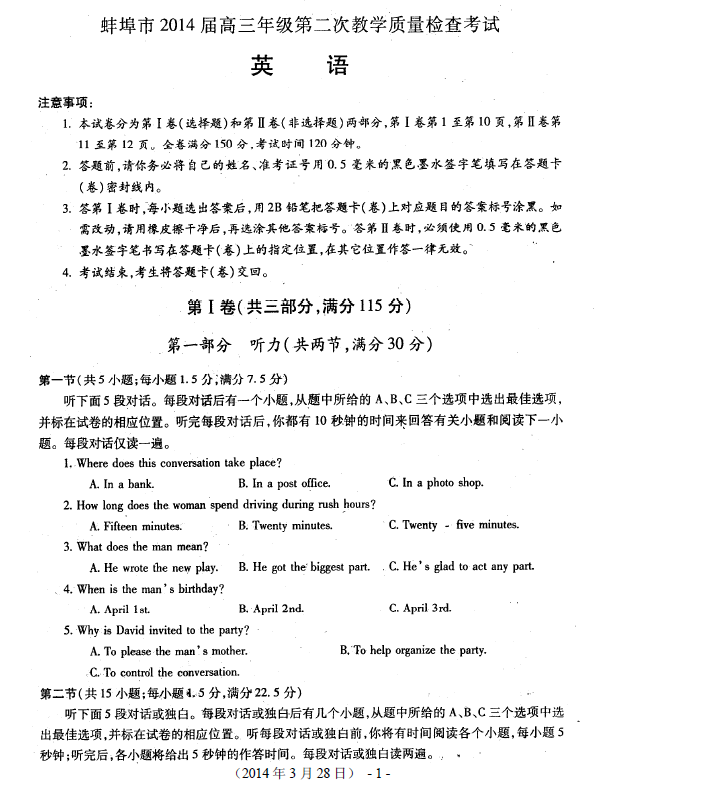 蚌埠市2014届高三年级第二次教学质量检查考试
英 语
注意事项:
1. 本试卷分为第Ⅰ卷(选择题)和第Ⅱ卷(非选择题)两部分,第Ⅰ卷第1至第10页,第Ⅱ卷第
11至第12页。全卷满分150分,考试时间120分钟。
2. 答题前,请你务必将自己的姓名、准考证号用0.5毫米的黑色墨水签字笔填写在答题卡
(卷)密封线内。
3. 答第Ⅰ卷时,每小题选出答案后,用2B铅笔把答题卡(卷)上对应题目的答案标号涂黑。如
需改动,请用橡皮擦干净后,再选涂其他答案标号。答第Ⅱ卷时,必须使用0.5毫米的黑色
墨水签字笔书写在答题卡(卷)上的指定位置,在其它位置作答一律无效。
4. 考试结束,考生将答题卡(卷)交回。
第Ⅰ卷(共三部分,满分115分)
第一部分 听力(共两节,满分30分)
第一节(共5小题;每小题1.5分,满分7.5分)
听下面5段对话。每段对话后有一个小题,从题中所给的A、B、C三个选项中选出最佳选项,
并标在试卷的相应位置。听完每段对话后,你都有10秒钟的时间来回答有关小题和阅读下一小
题。每段对话仅读一遍。
1. Where does this conversation take place?
A. In a bank. B. In a post office. C. In a photo shop.
2. How long does the woman spend driving during rush hours?
A. Fifteen minutes. B. Twenty minutes. C. Twenty - five minutes.
3. What does the man mean?
A. He wrote the new play. B. He got the biggest part. C. He's glad to act any part.
4. When is the man's birthday?
A. April 1st. B. April 2nd. C. April 3rd.
5. Why is David invited to the party?
A. To please the man's mother. B. To help organize the party.
C. To control the conversation.
第二节(共15小题;每小题1.5分,满分22.5分)
听下面5段对话或独白。每段对话或独白后有几个小题,从题中所给的A、B、C三个选项中选
出最佳选项,并标在试卷的相应位置。听每段对话或独白前,你将有时间阅读各个小题,每小题5
秒钟;听完后,各小题将给出5秒钟的作答时间。每段对话或独白读两遍。
(2014年3月28日) -1-